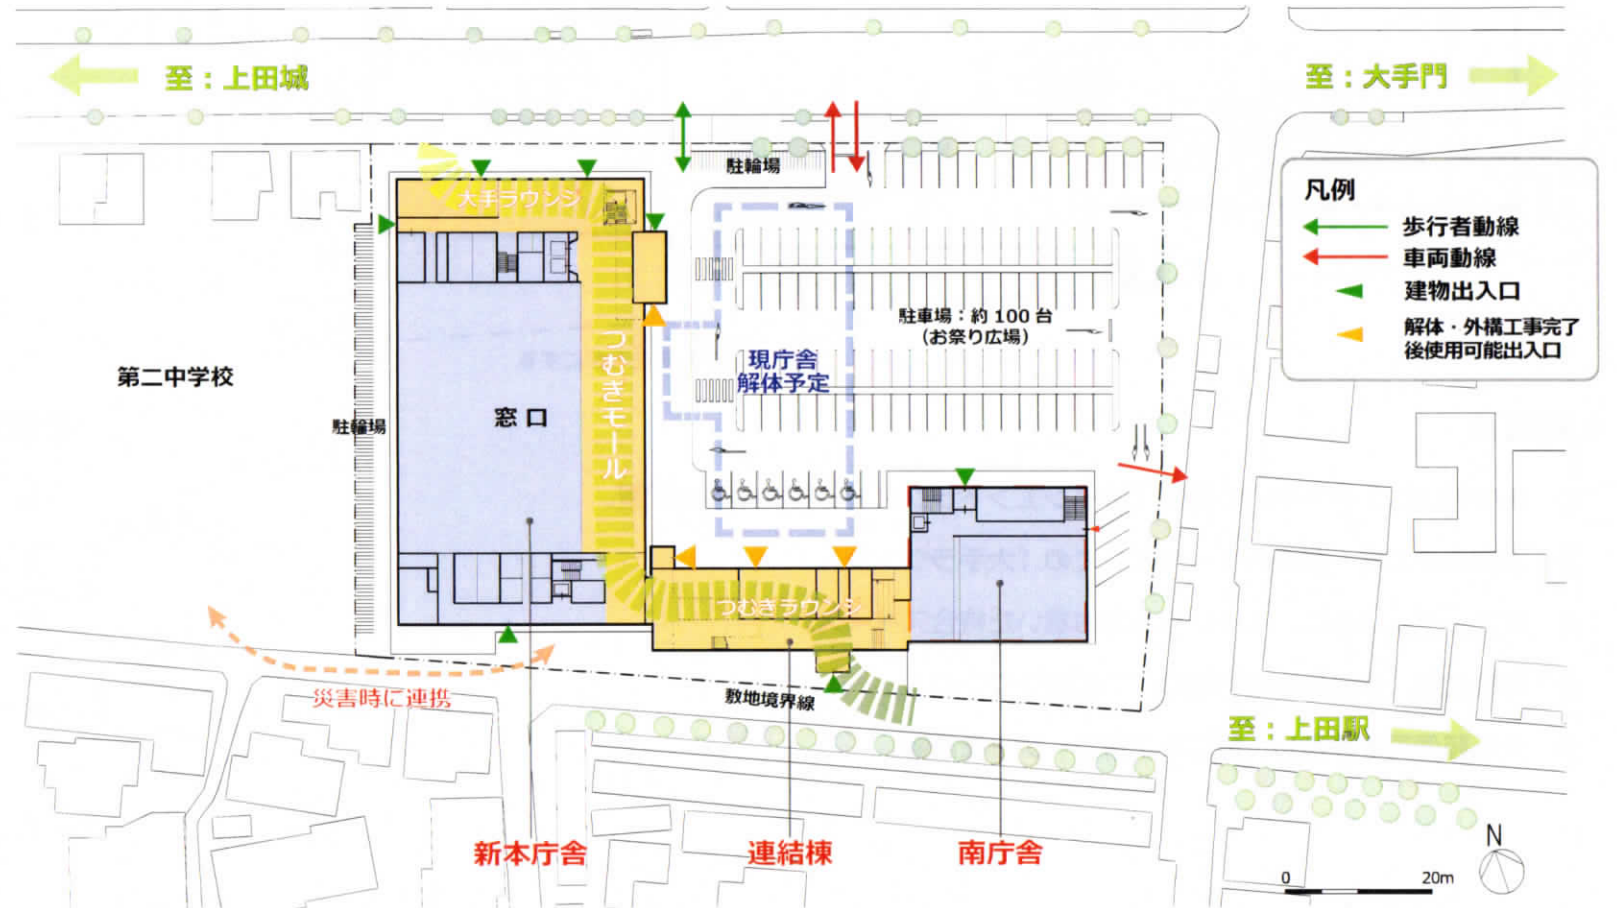 至：上田城
至：大手門
駐輪場
大手ラウンジ
凡例
歩行者動線
車両動線
建物出入口
解体・外構工事完了
後使用可能出入口
駐車場：約 100 台
（お祭り広場）
つむぎモール
現庁舎
解体予定
第二中学校
窓口
駐輪場
つむぎラウンジ
災害時に連携
敷地境界線
至：上田駅
新本庁舎
連結棟
南庁舎
N
0 20m